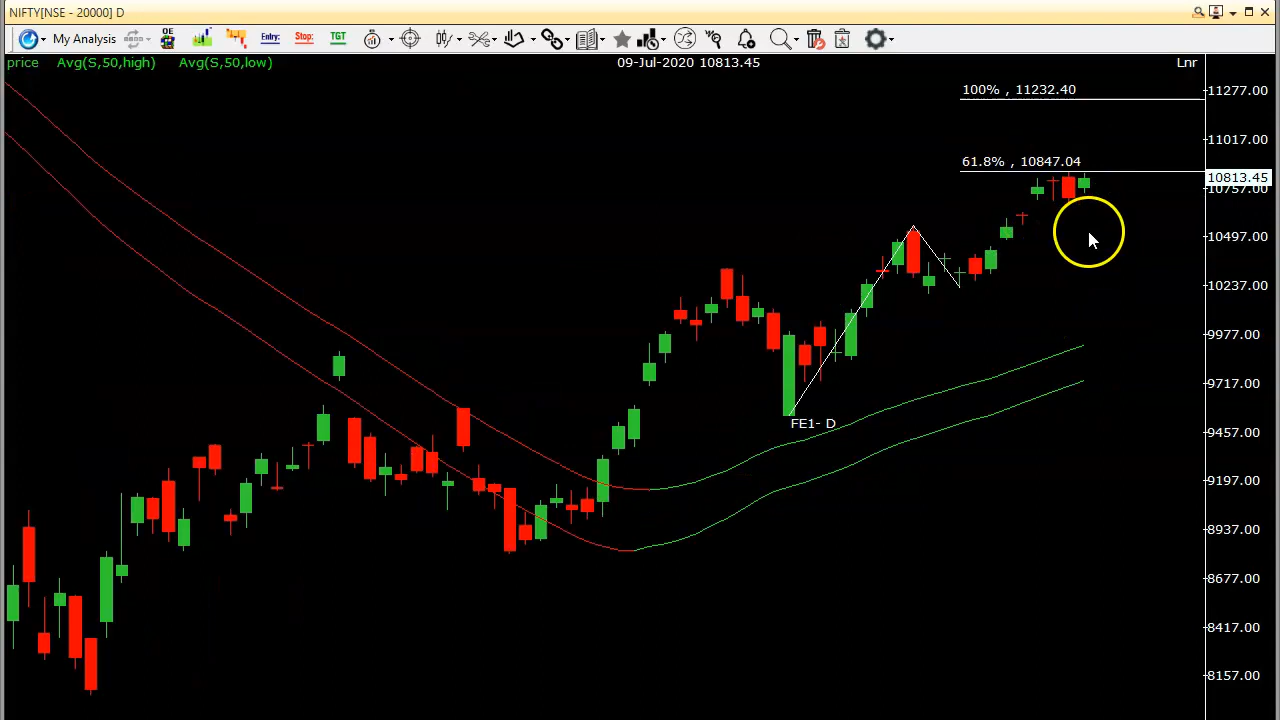 NIFTY[NSE - 20000] D
My Analysis OE Entry: Stop: TGT
price Avg(S,50,high) Avg(S,50,low) 09-Jul-2020 10813.45 Lnr
100% , 11232.40
61.8% , 10847.04
FE1- D
11277.00
11017.00
10813.45
10757.00
10497.00
10237.00
9977.00
9717.00
9457.00
9197.00
8937.00
8677.00
8417.00
8157.00